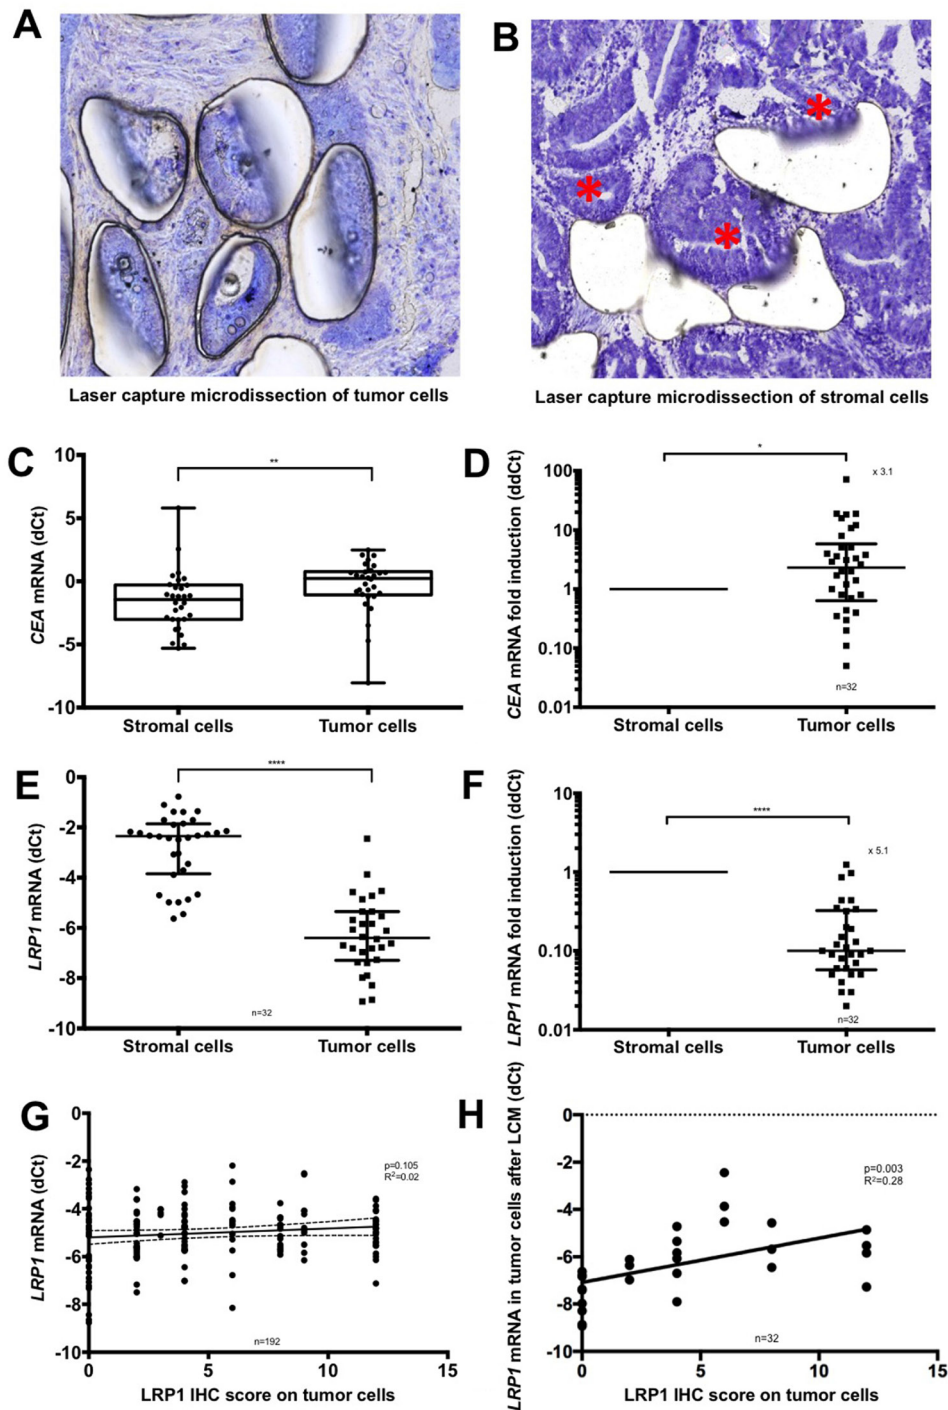 A
B
Laser capture microdissection of tumor cells
Laser capture microdissection of stromal cells
C
CEA mRNA (dCt)
10
5
0
-5
-10
**
Stromal cells
Tumor cells
D
CEA mRNA fold induction (ddCt)
100
10
1
0.10
0.01
*
x 3.1
n=32
Stromal cells
Tumor cells
E
LRP1 mRNA (dCt)
0
-2
-4
-6
-8
-10
****
n=32
Stromal cells
Tumor cells
F
LRP1 mRNA fold induction (ddCt)
10
1
0.10
0.01
****
x 5.1
n=32
Stromal cells
Tumor cells
G
LRP1 mRNA (dCt)
0
-2
-4
-6
-8
-10
p=0.105
R²=0.02
n=192
0
5
10
15
LRP1 IHC score on tumor cells
H
LRP1 mRNA in tumor cells after LCM (dCt)
0
-2
-4
-6
-8
-10
p=0.003
R²=0.28
n=32
0
5
10
15
LRP1 IHC score on tumor cells